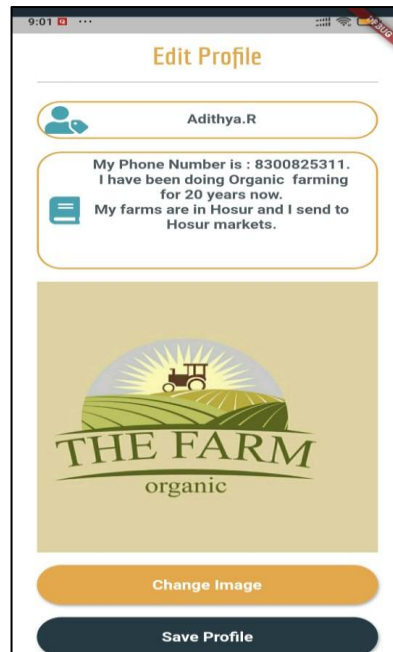 9:01
Edit Profile
Adithya.R
My Phone Number is : 8300825311.
I have been doing Organic farming
for 20 years now.
My farms are in Hosur and I send to
Hosur markets.
THE FARM
organic
Change Image
Save Profile